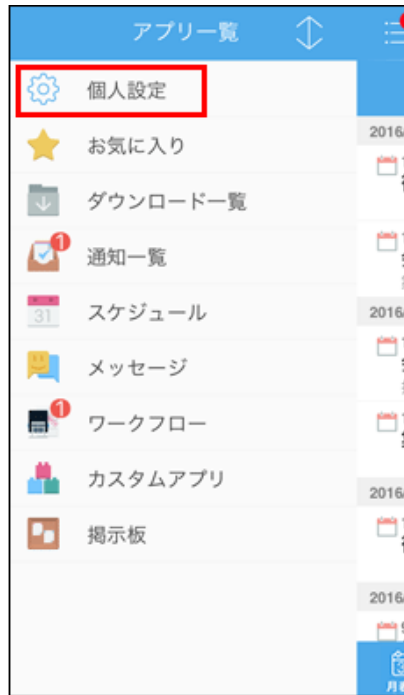 アプリ一覧
個人設定
お気に入り
ダウンロード一覧
1
通知一覧
31
スケジュール
メッセージ
1
ワークフロー
カスタムアプリ
掲示板
2016/
2016/
2016/
2016/